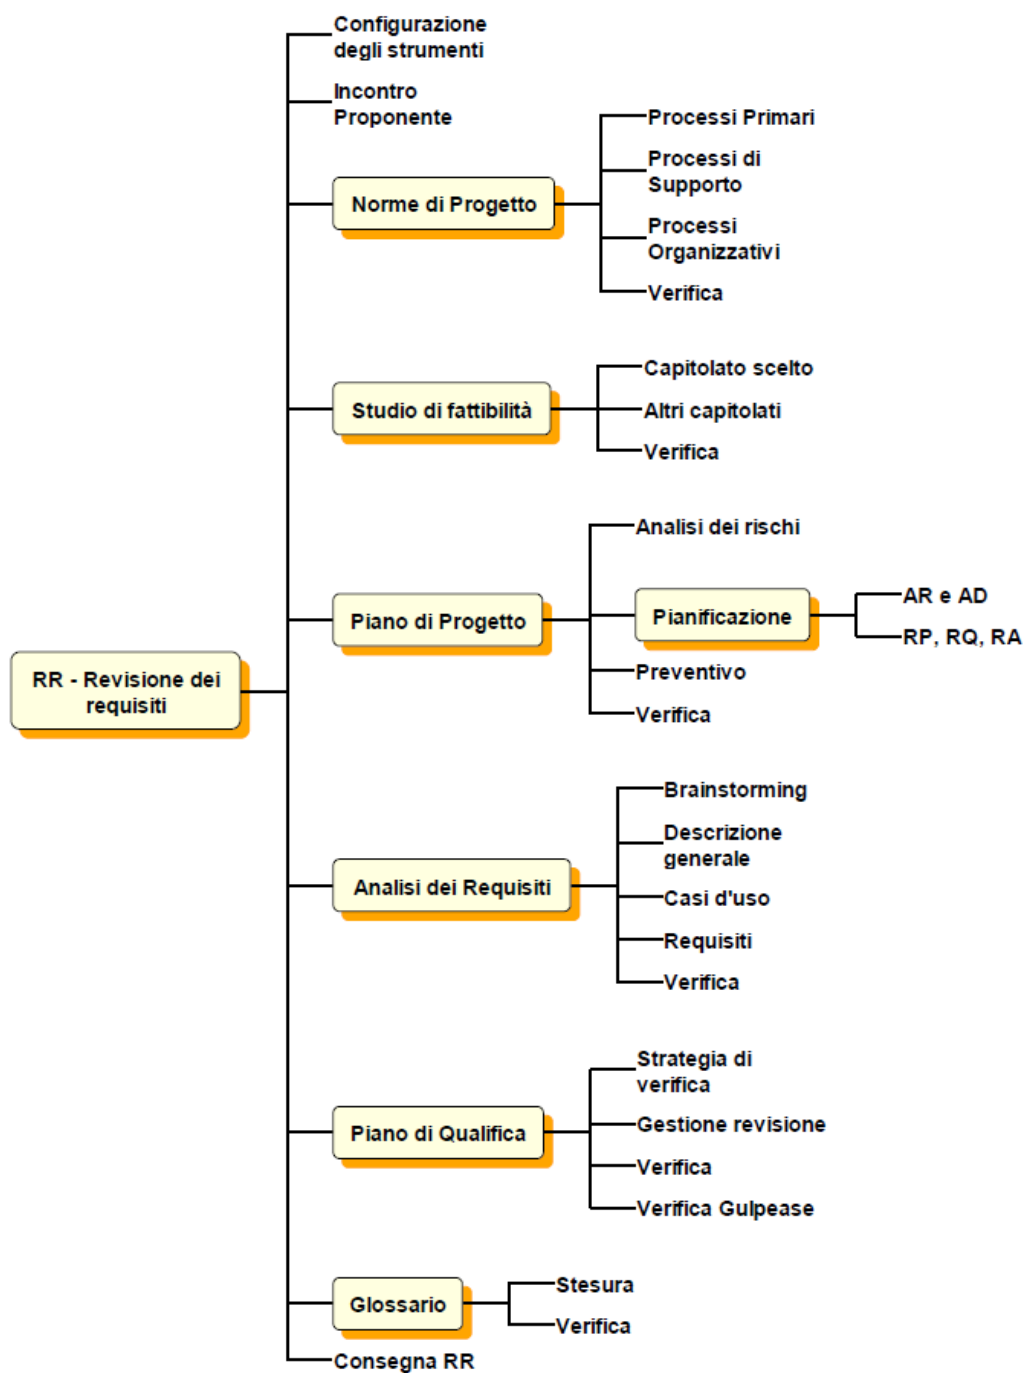 Configurazione
degli strumenti
Incontro
Proponente
Norme di Progetto
Processi Primari
Processi di
Supporto
Processi
Organizzativi
Verifica
Studio di fattibilità
Capitolato scelto
Altri capitolati
Verifica
RR - Revisione dei
requisiti
Piano di Progetto
Analisi dei rischi
Pianificazione
AR e AD
RP, RQ, RA
Preventivo
Verifica
Analisi dei Requisiti
Brainstorming
Descrizione
generale
Casi d'uso
Requisiti
Verifica
Piano di Qualifica
Strategia di
verifica
Gestione revisione
Verifica
Verifica Gulpease
Glossario
Stesura
Verifica
Consegna RR